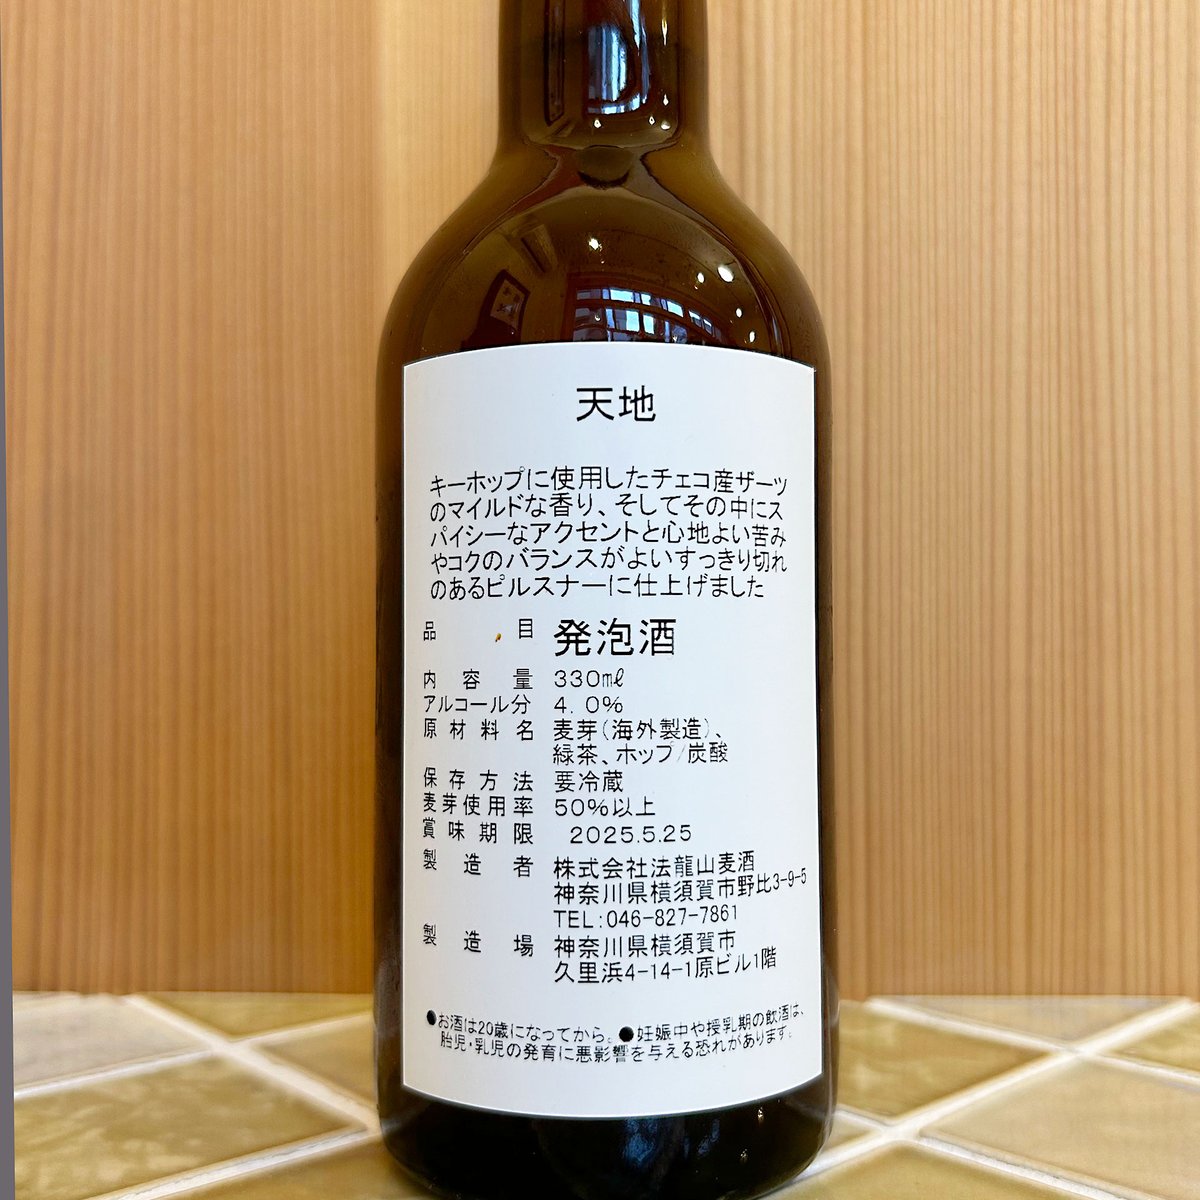 天地
キーホップに使用したチェコ産ザーツ
のマイルドな香り、そしてその中にス
パイシーなアクセントと心地よい苦み
やコクのバランスがよいすっきり切れ
のあるピルスナーに仕上げました
品目 発泡酒
内容量 330mℓ
アルコール分 4.0%
原材料名 麦芽(海外製造)、
緑茶、ホップ/炭酸
保存方法 要冷蔵
麦芽使用率 50%以上
賞味期限 2025.5.25
製造者 株式会社法龍山麦酒
神奈川県横須賀市野比3-9-5
TEL:046-827-7861
製造場 神奈川県横須賀市
久里浜4-14-1原ビル1階
●お酒は20歳になってから。●妊娠中や授乳期の飲酒は、
胎児・乳児の発育に悪影響を与える恐れがあります。